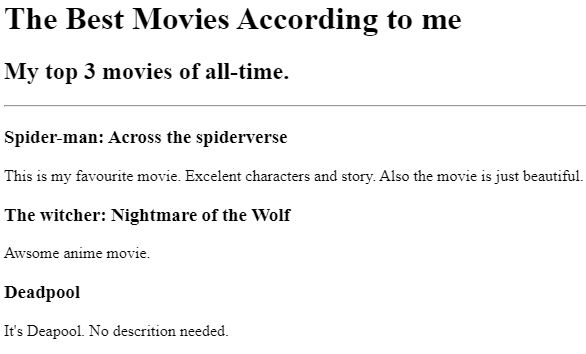 The Best Movies According to me
My top 3 movies of all-time.
Spider-man: Across the spiderverse
This is my favourite movie. Excelent characters and story. Also the movie is just beautiful.
The witcher: Nightmare of the Wolf
Awsome anime movie.
Deadpool
It's Deapool. No descrition needed.